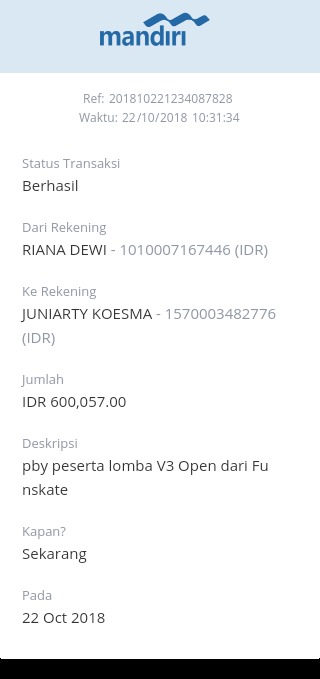 mandiri
Ref: 201810221234087828
Waktu: 22/10/2018 10:31:34
Status Transaksi
Berhasil
Dari Rekening
RIANA DEWI - 1010007167446 (IDR)
Ke Rekening
JUNIARTY KOESMA - 1570003482776
(IDR)
Jumlah
IDR 600,057.00
Deskripsi
pby peserta lomba V3 Open dari Fu
nskate
Kapan?
Sekarang
Pada
22 Oct 2018